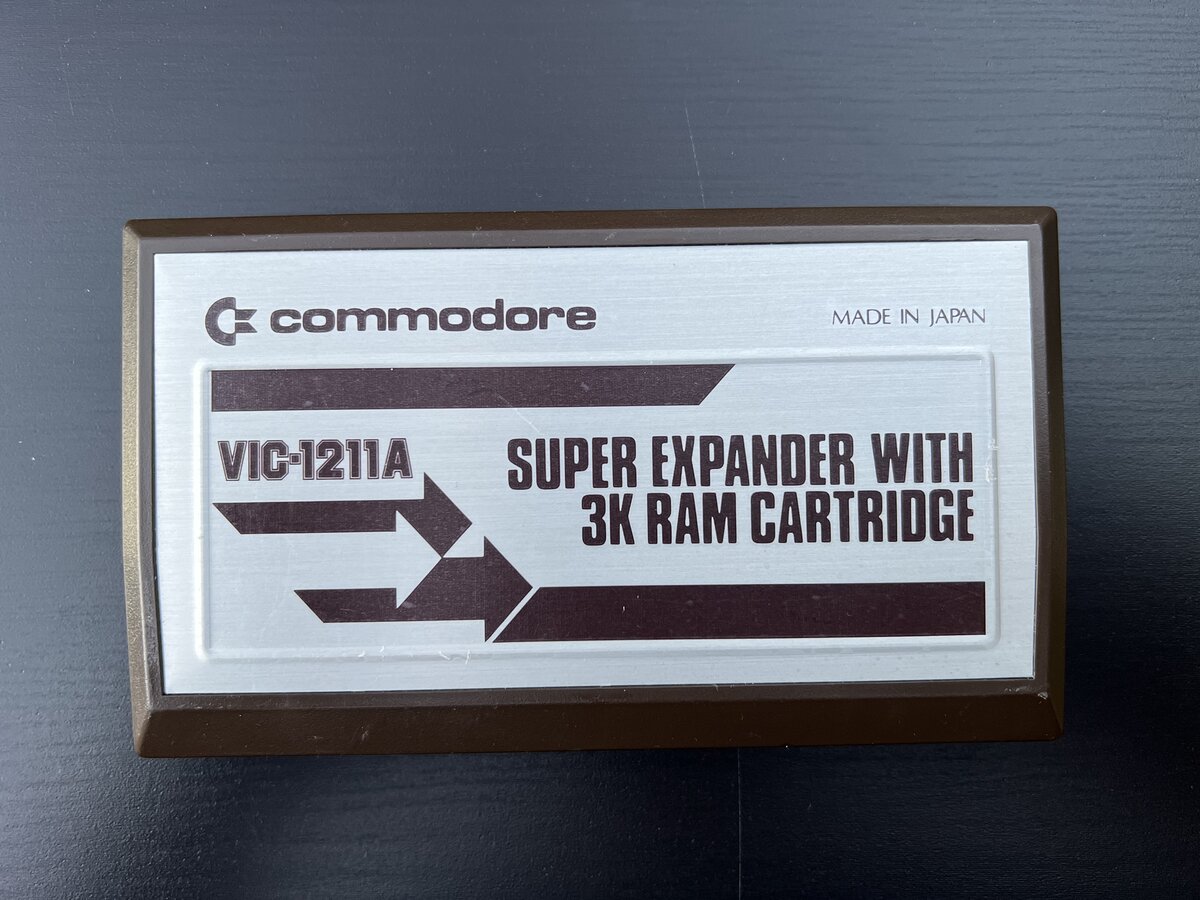 commodore
MADE IN JAPAN
VIC-1211A
SUPER EXPANDER WITH
3K RAM CARTRIDGE